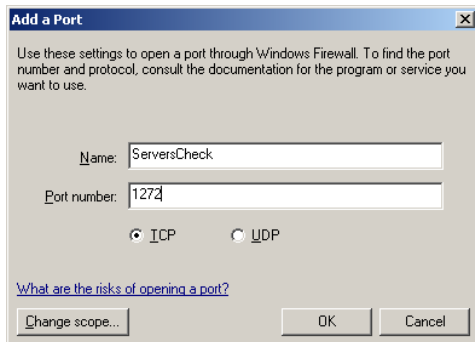 Add a Port
Use these settings to open a port through Windows Firewall. To find the port
number and protocol, consult the documentation for the program or service you
want to use.
Name: ServersCheck
Port number: 1272
TCP UDP
What are the risks of opening a port?
Change scope... OK Cancel